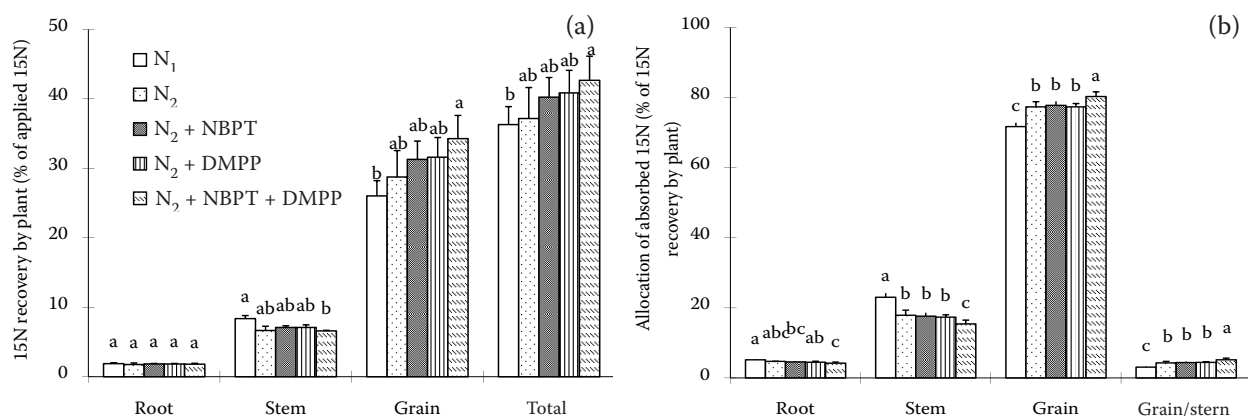 (a)
15N recovery by plant (% of applied 15N)
50
40
30
20
10
0
N₁
N₂
N₂ + NBPT
N₂ + DMPP
N₂ + NBPT + DMPP
a a a a a
a ab ab ab b
b ab ab ab a
b ab ab ab a
Root Stem Grain Total
(b)
Allocation of absorbed 15N (% of 15N
recovery by plant)
100
80
60
40
20
0
a abc bc ab c
a b b b c
c b b b a
c b b b a
Root Stem Grain Grain/stern